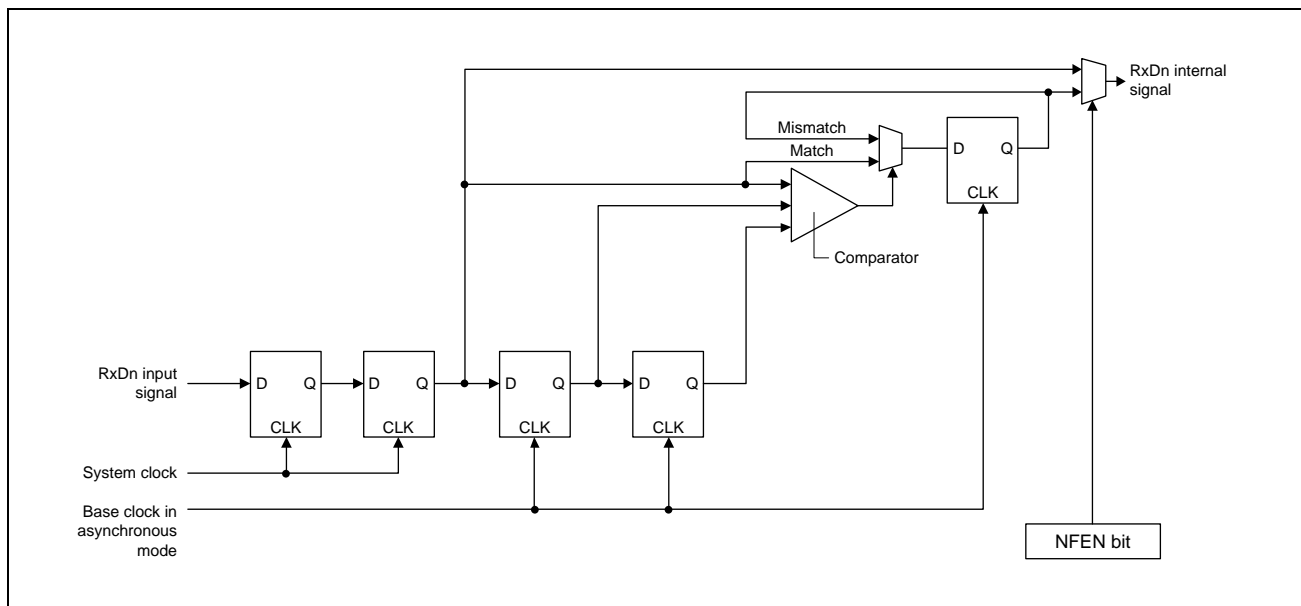 RxDn internal
signal
Mismatch
Match
D Q
CLK
Comparator
RxDn input
signal
D Q
CLK
D Q
CLK
D Q
CLK
D Q
CLK
System clock
Base clock in
asynchronous
mode
NFEN bit